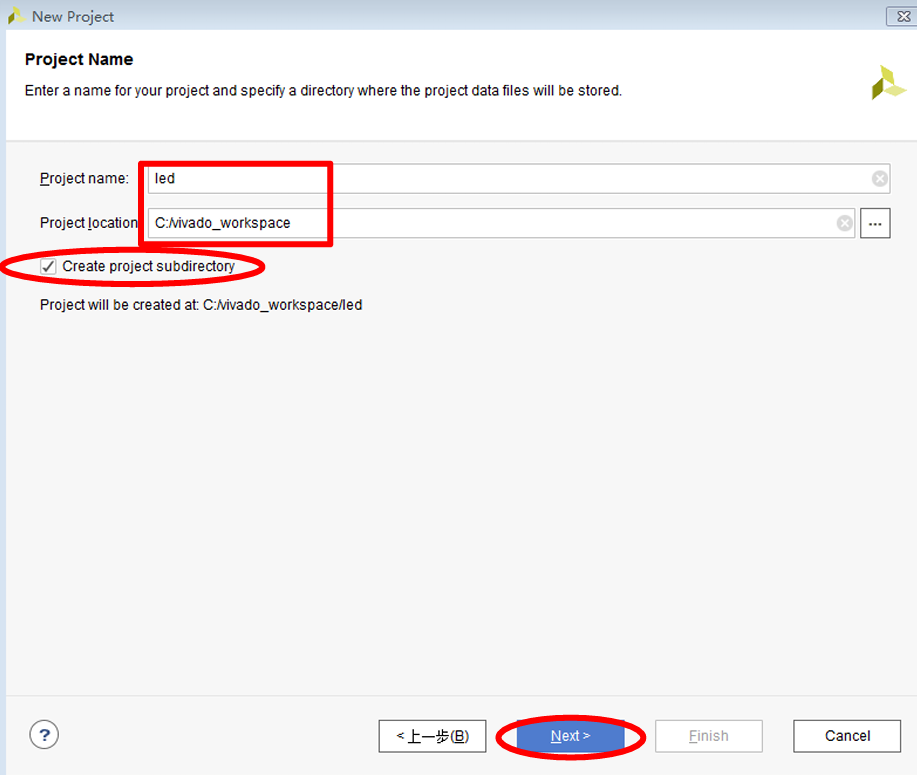 New Project
Project Name
Enter a name for your project and specify a directory where the project data files will be stored.
Project name: led
Project location C:/vivado_workspace
...
Create project subdirectory
Project will be created at: C:/vivado_workspace/led
? < 上一步(B) Next > Finish Cancel